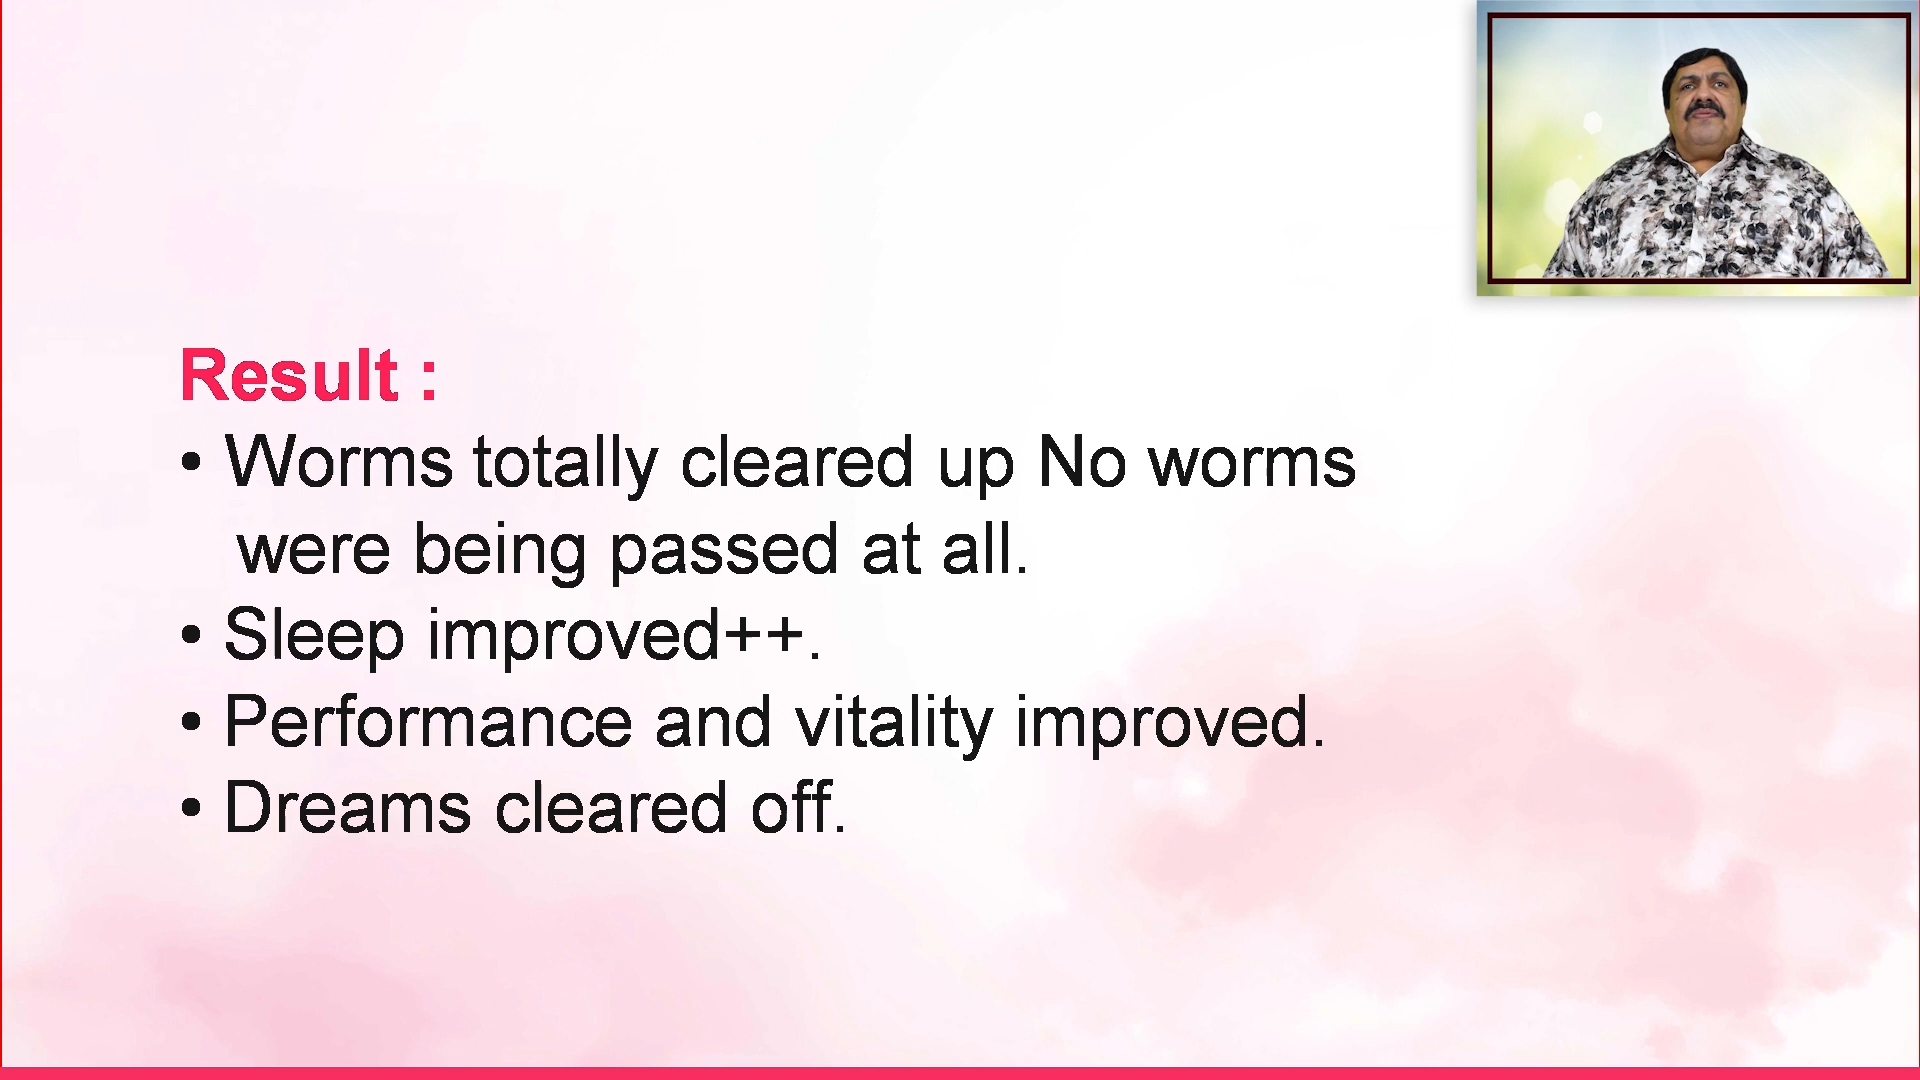 Result :
• Worms totally cleared up No worms
were being passed at all.
• Sleep improved++.
• Performance and vitality improved.
• Dreams cleared off.